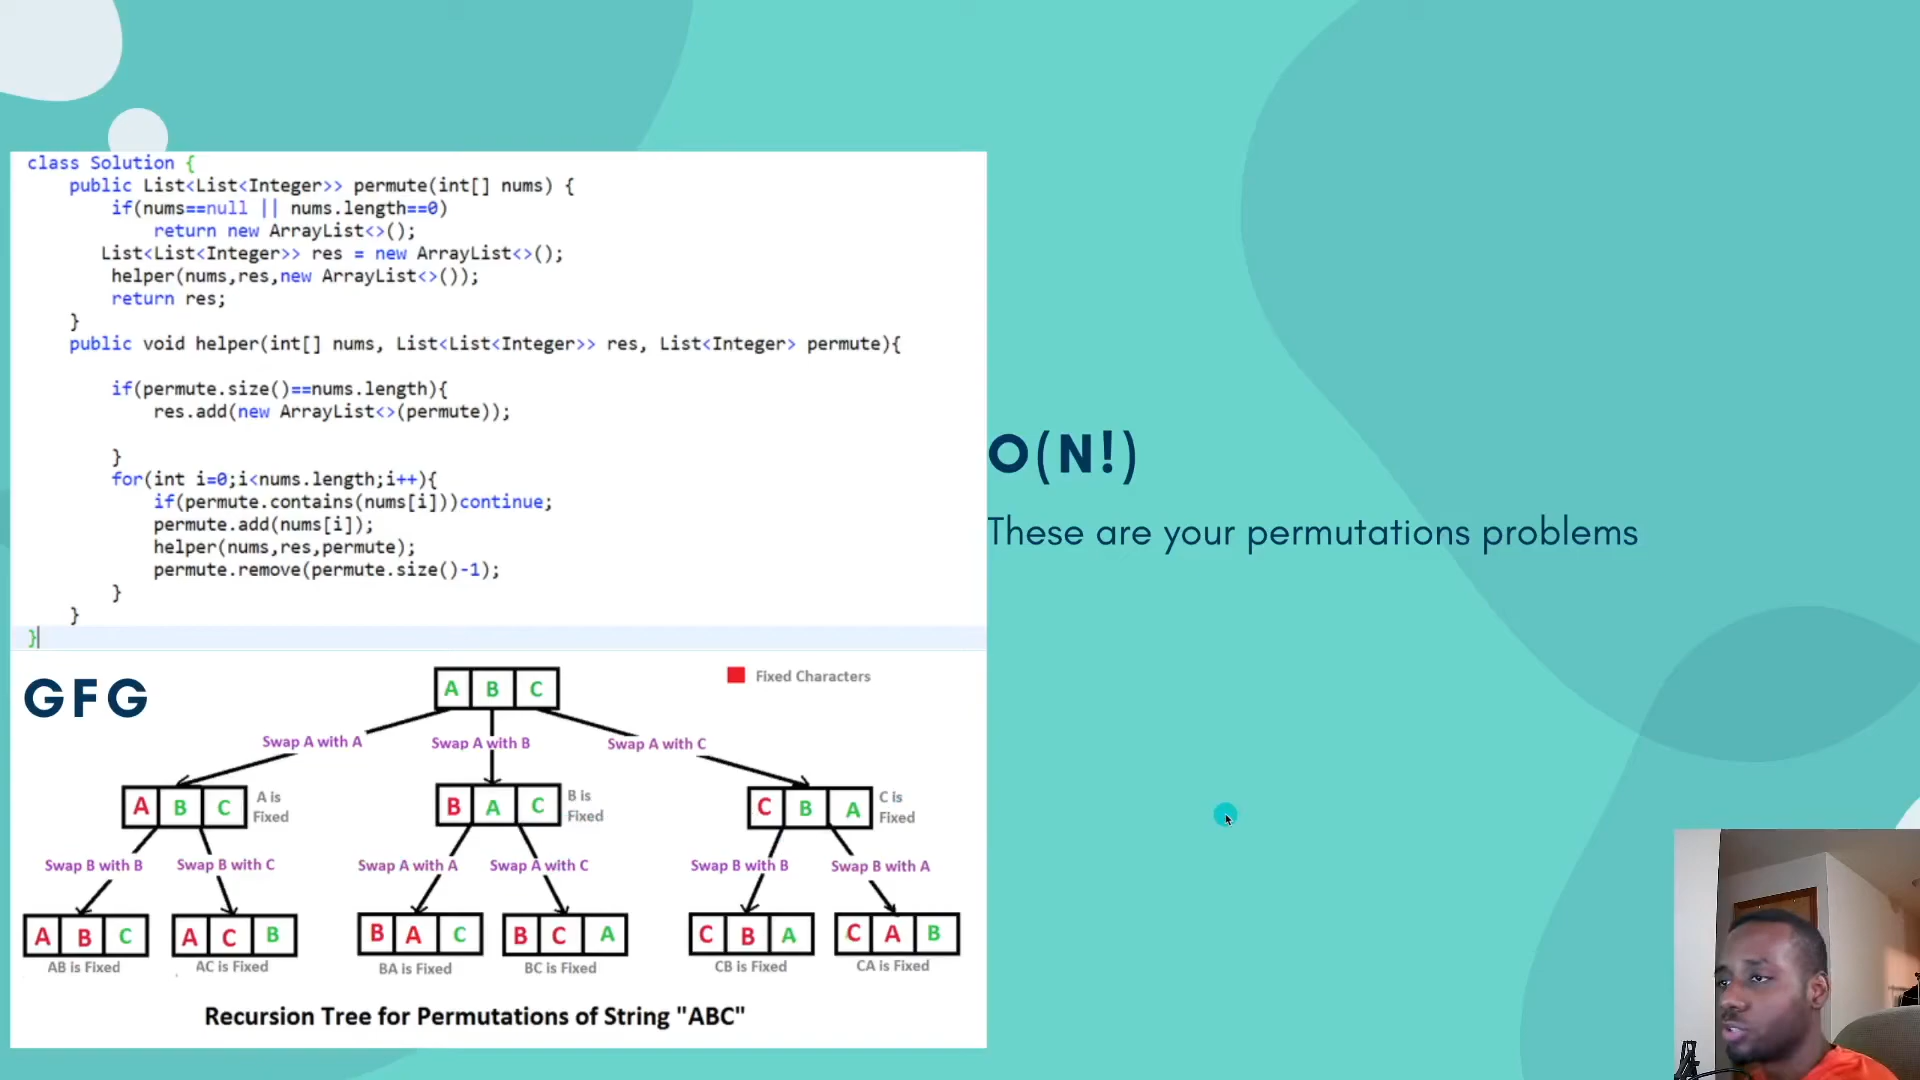 class Solution {
    public List<List<Integer>> permute(int[] nums) {
        if(nums==null || nums.length==0)
            return new ArrayList<>();
       List<List<Integer>> res = new ArrayList<>();
        helper(nums,res,new ArrayList<>());
        return res;
    }
    public void helper(int[] nums, List<List<Integer>> res, List<Integer> permute){
        if(permute.size()==nums.length){
            res.add(new ArrayList<>(permute));
        }
        for(int i=0;i<nums.length;i++){
            if(permute.contains(nums[i]))continue;
            permute.add(nums[i]);
            helper(nums,res,permute);
            permute.remove(permute.size()-1);
        }
    }
}
O(N!)
These are your permutations problems
GFG
A B C
Fixed Characters
Swap A with A
Swap A with B
Swap A with C
A B C
A is
Fixed
B A C
B is
Fixed
C B A
C is
Fixed
Swap B with B
Swap B with C
Swap A with A
Swap A with C
Swap B with B
Swap B with A
A B C
A C B
B A C
B C A
C B A
C A B
AB is Fixed
AC is Fixed
BA is Fixed
BC is Fixed
CB is Fixed
CA is Fixed
Recursion Tree for Permutations of String "ABC"